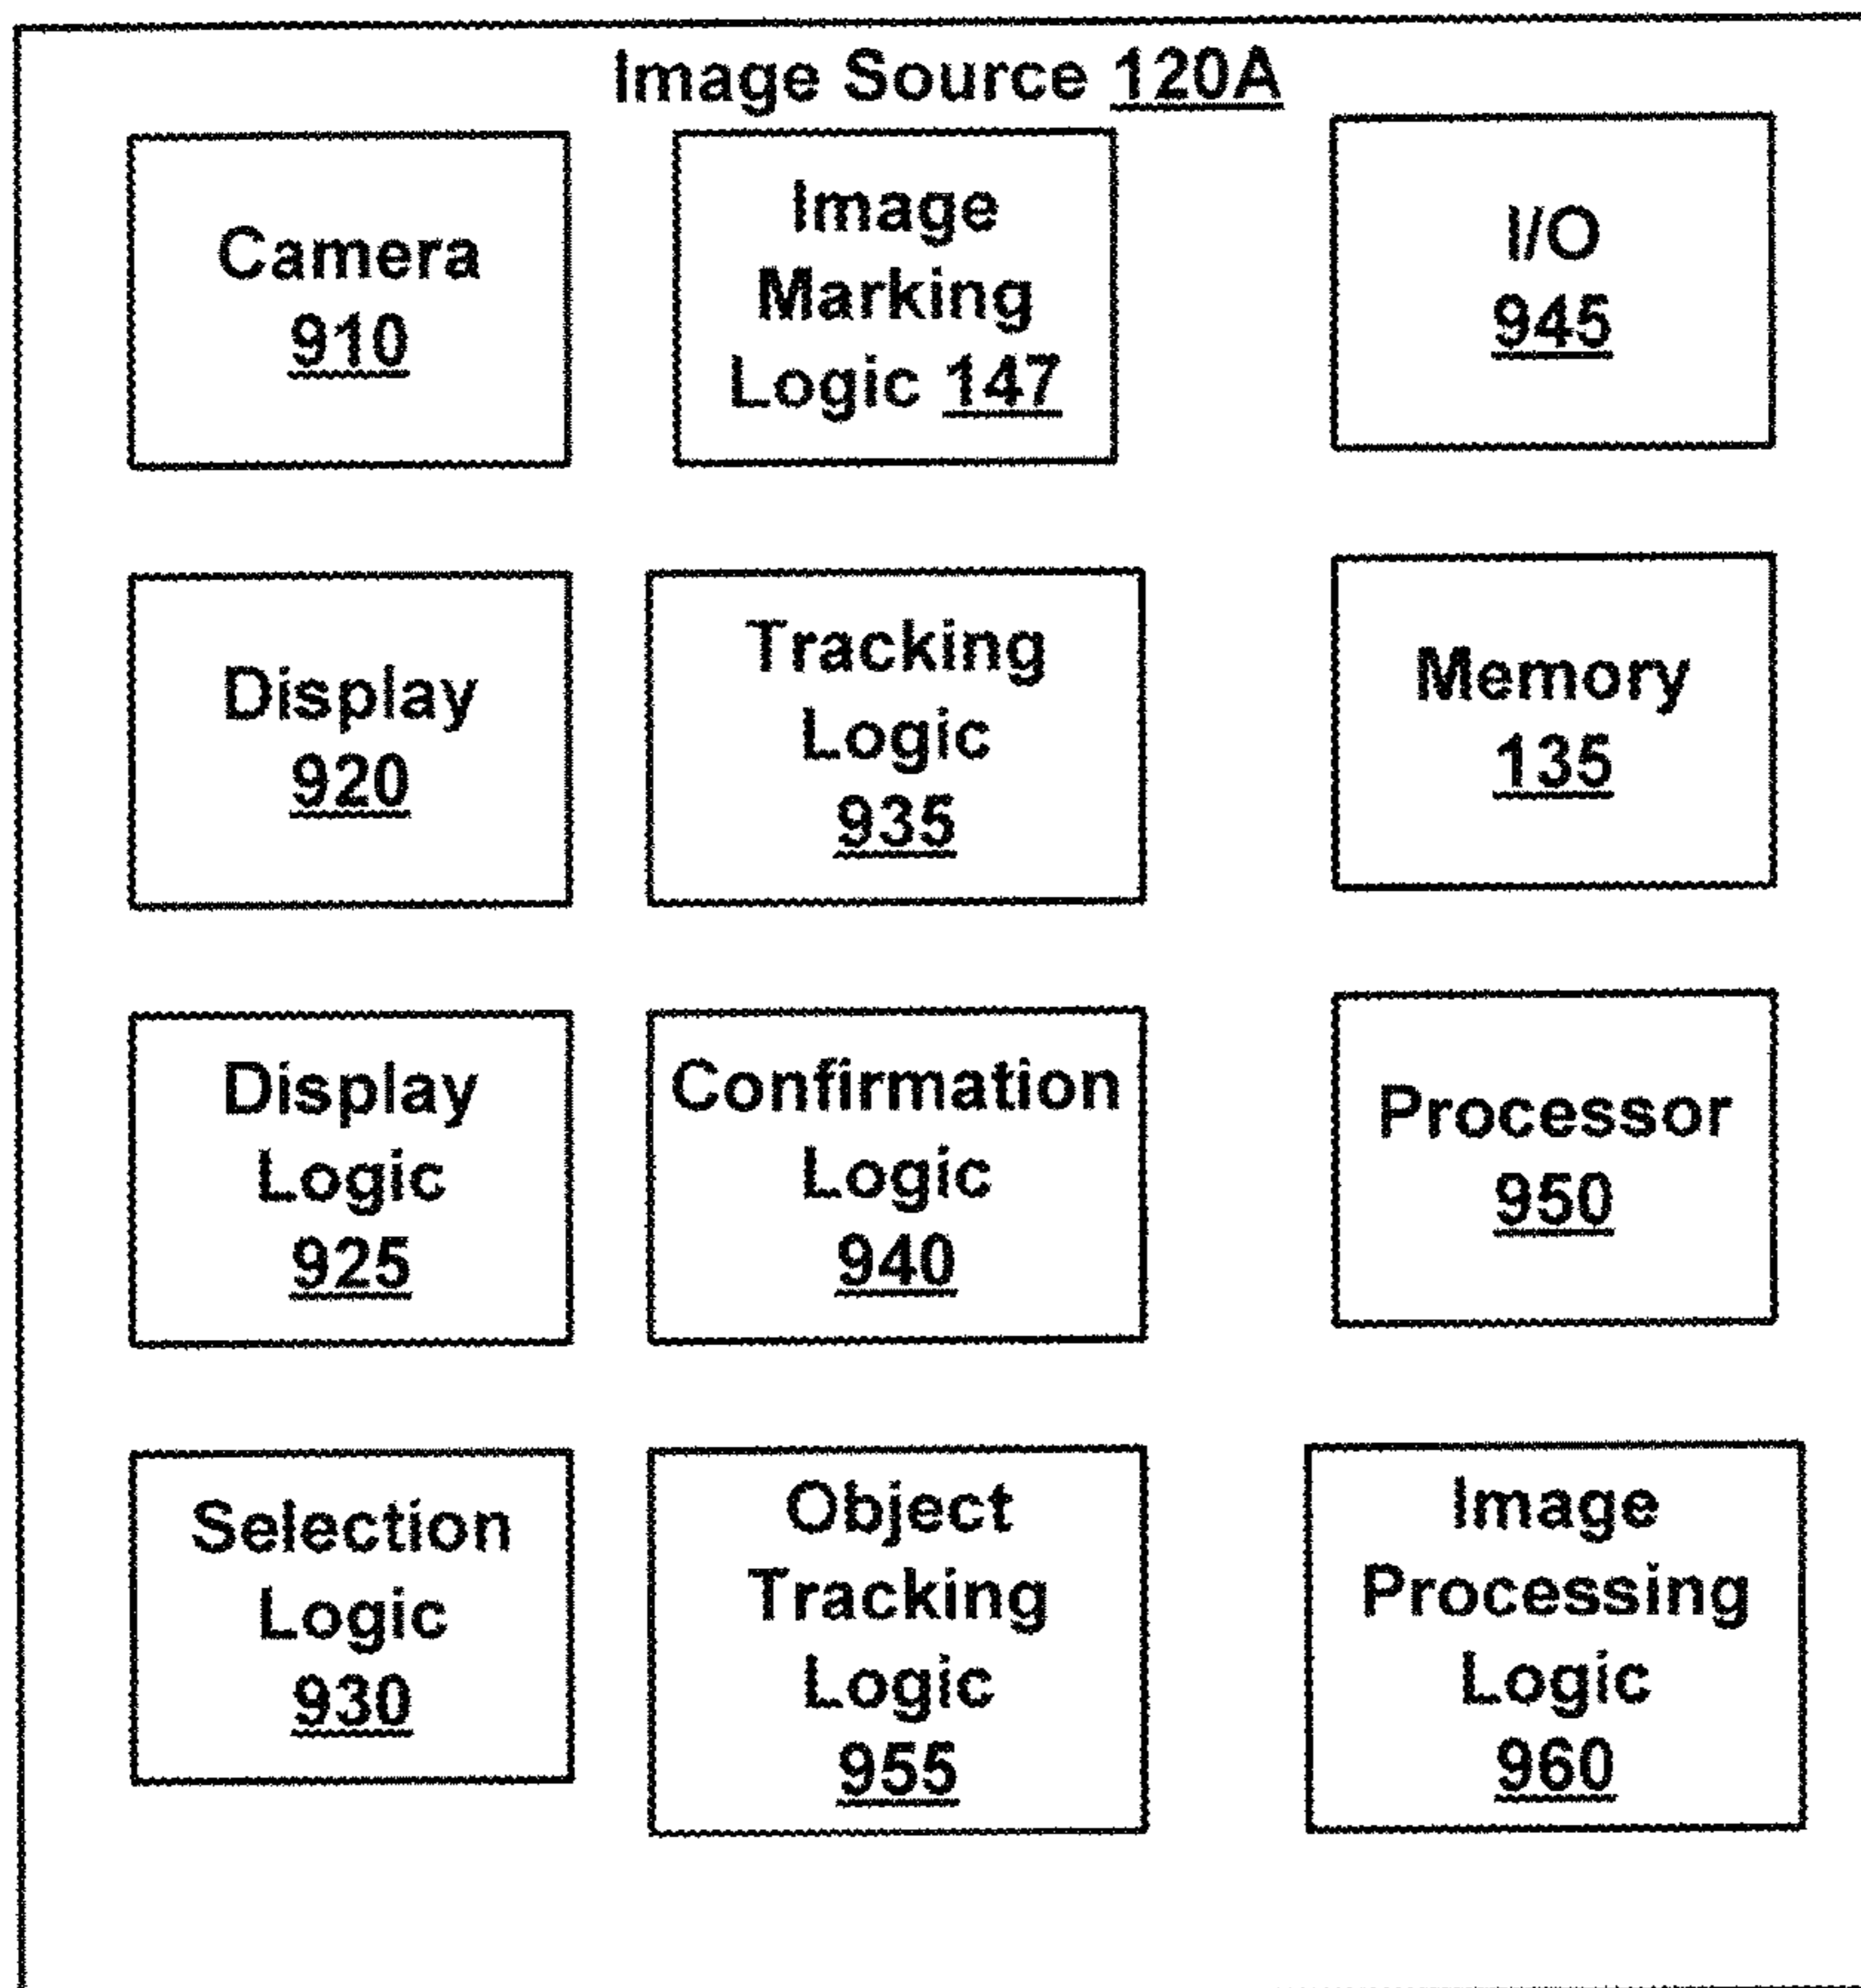 Image Source 120A
Camera
910
Image
Marking
Logic 147
I/O
945
Display
920
Tracking
Logic
935
Memory
135
Display
Logic
925
Confirmation
Logic
940
Processor
950
Selection
Logic
930
Object
Tracking
Logic
955
Image
Processing
Logic
960